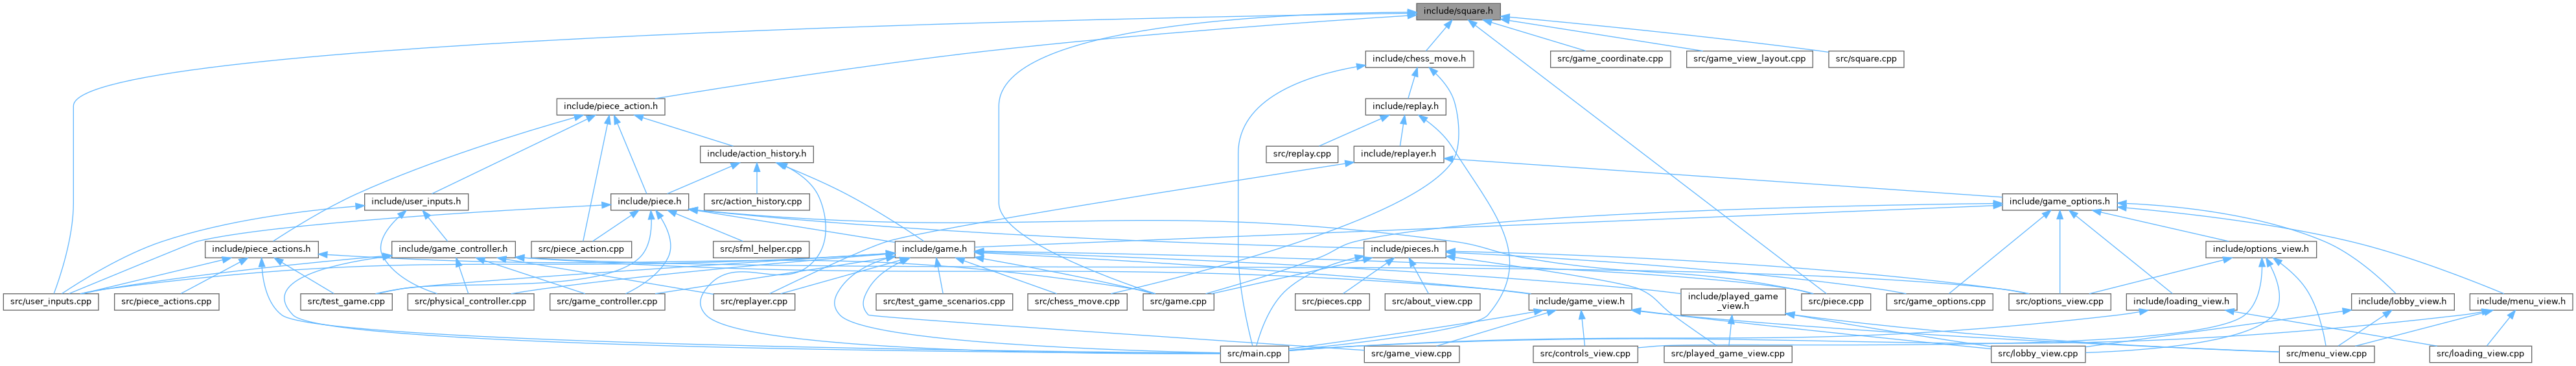 include/square.h
include/chess_move.h
src/game_coordinate.cpp
src/game_view_layout.cpp
src/square.cpp
include/piece_action.h
include/replay.h
include/action_history.h
src/replay.cpp
include/replayer.h
include/user_inputs.h
include/piece.h
src/action_history.cpp
include/game_options.h
include/piece_actions.h
include/game_controller.h
src/piece_action.cpp
src/sfml_helper.cpp
include/game.h
include/pieces.h
include/options_view.h
src/user_inputs.cpp
src/piece_actions.cpp
src/test_game.cpp
src/physical_controller.cpp
src/game_controller.cpp
src/replayer.cpp
src/test_game_scenarios.cpp
src/chess_move.cpp
src/game.cpp
src/pieces.cpp
src/about_view.cpp
include/game_view.h
include/played_game
_view.h
src/piece.cpp
src/game_options.cpp
src/options_view.cpp
include/loading_view.h
include/lobby_view.h
include/menu_view.h
src/main.cpp
src/game_view.cpp
src/controls_view.cpp
src/played_game_view.cpp
src/lobby_view.cpp
src/menu_view.cpp
src/loading_view.cpp